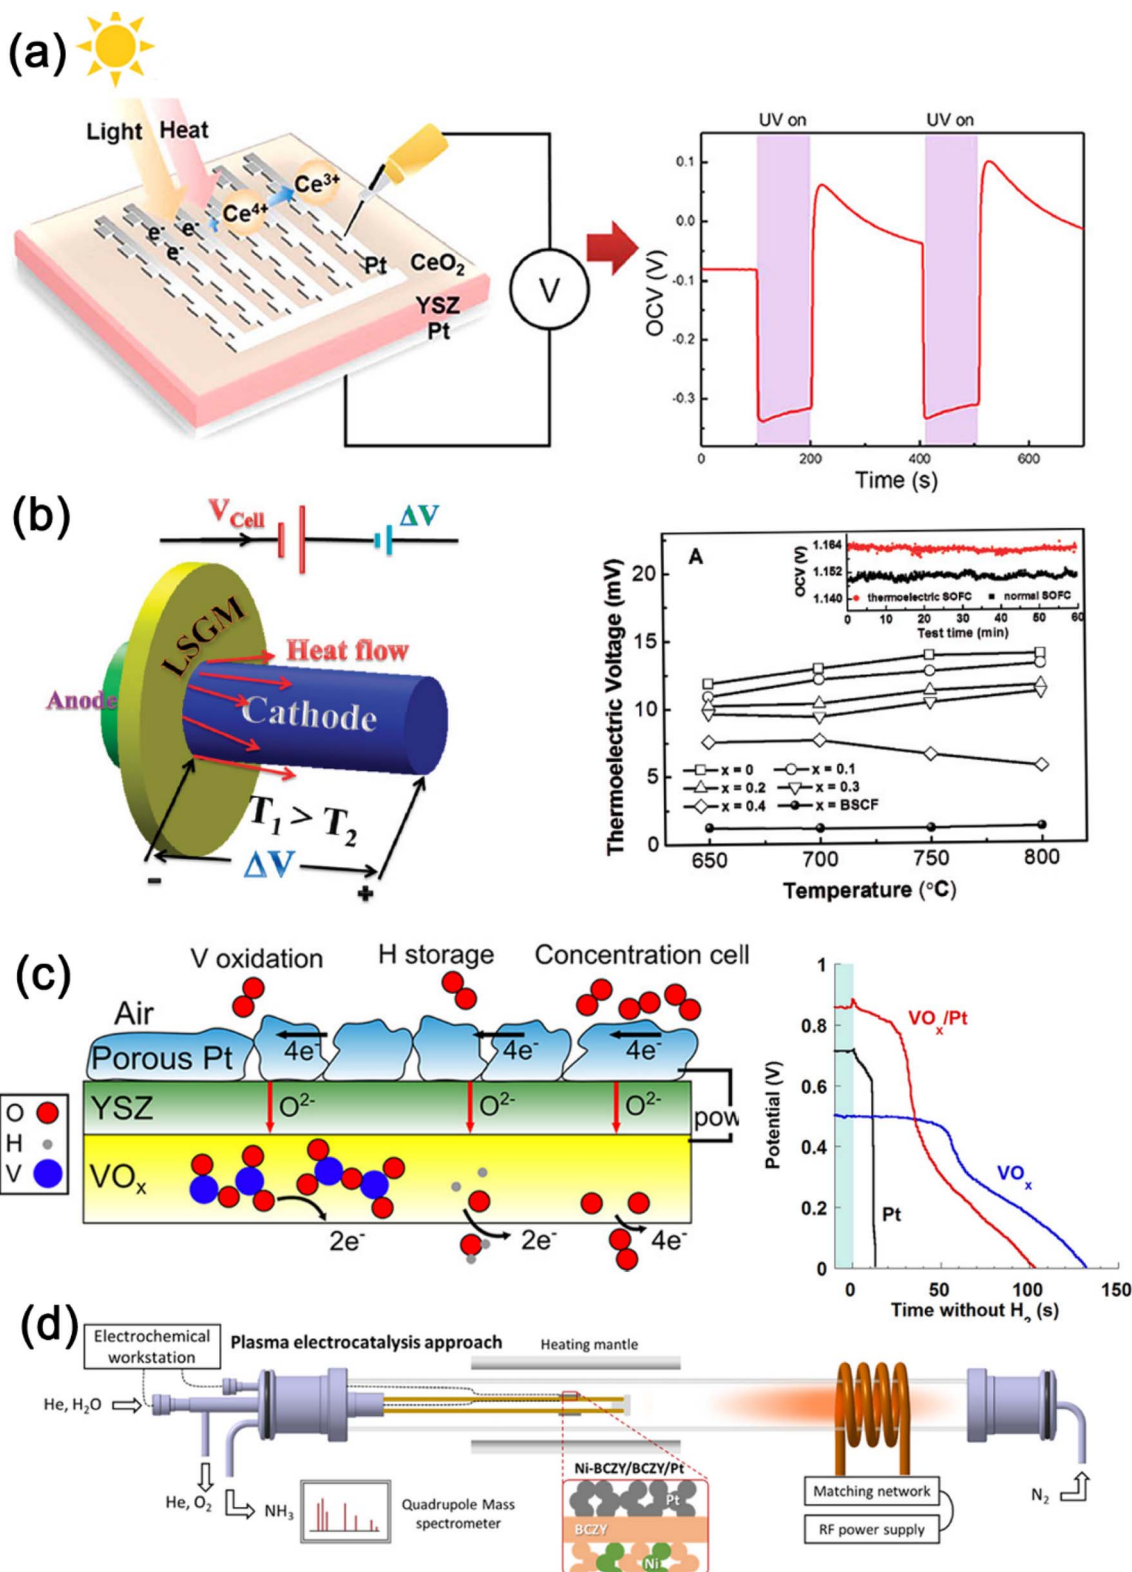 (a)
Light Heat
Ce³⁺
Ce⁴⁺
e⁻ e⁻
e⁻
Pt CeO₂
YSZ
Pt
V
UV on UV on
0.1
0.0
-0.1
-0.2
-0.3
OCV (V)
0 200 400 600
Time (s)
(b)
V_Cell ΔV
LSGM
Heat flow
Anode
Cathode
T₁ > T₂
ΔV
- +
A
Thermoelectric Voltage (mV)
20
15
10
5
0
OCV (V)
1.164
1.152
1.140
thermoelectric SOFC normal SOFC
0 10 20 30 40 50 60
Test time (min)
x = 0 x = 0.1
x = 0.2 x = 0.3
x = 0.4 x = BSCF
650 700 750 800
Temperature (°C)
(c)
V oxidation H storage Concentration cell
Air
Porous Pt 4e⁻ 4e⁻ 4e⁻
YSZ O²⁻ O²⁻ O²⁻
pow
O
H
V
VOₓ
2e⁻ 2e⁻ 4e⁻
Potential (V)
1
0.8
0.6
0.4
0.2
0
VOₓ/Pt
VOₓ
Pt
0 50 100 150
Time without H₂ (s)
(d)
Electrochemical
workstation
Plasma electrocatalysis approach
Heating mantle
He, H₂O
He, O₂
NH₃
Quadrupole Mass
spectrometer
Ni-BCZY/BCZY/Pt
Pt
BCZY
Ni
Matching network
RF power supply
N₂